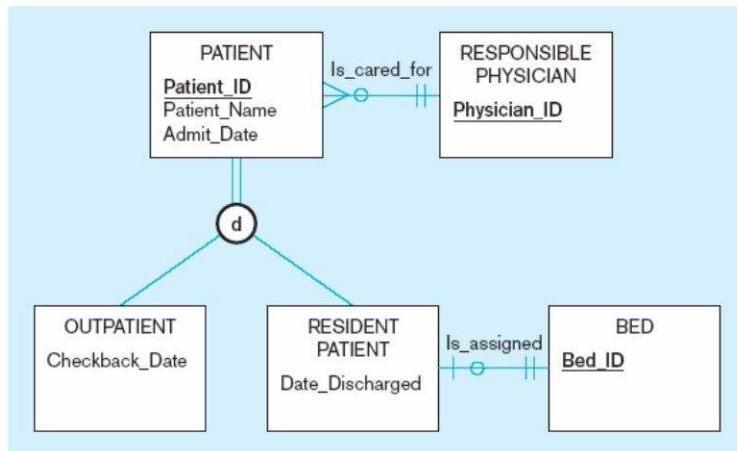 PATIENT
Patient_ID
Patient_Name
Admit_Date
Is_cared_for
RESPONSIBLE
PHYSICIAN
Physician_ID
d
OUTPATIENT
Checkback_Date
RESIDENT
PATIENT
Date_Discharged
Is_assigned
BED
Bed_ID